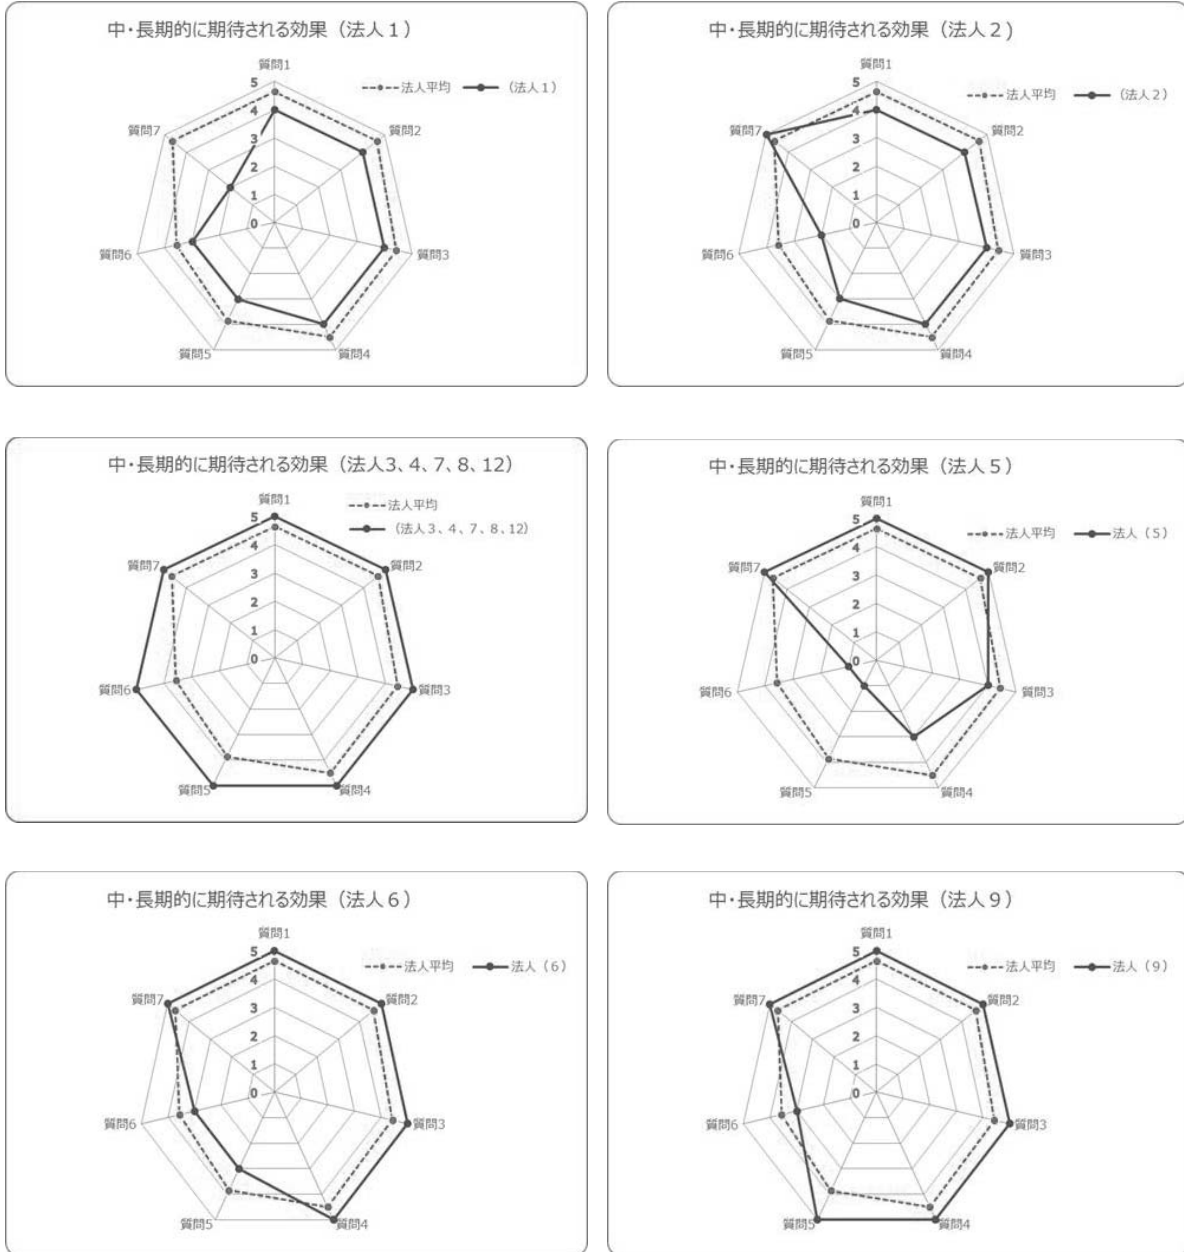 中・長期的に期待される効果（法人１）
質問1
法人平均 （法人１）
5
質問7 4 質問2
3
2
1
0
質問6 質問3
質問5 質問4
中・長期的に期待される効果（法人２)
質問1
法人平均 （法人２）
5
質問7 4 質問2
3
2
1
0
質問6 質問3
質問5 質問4
中・長期的に期待される効果（法人3、4、7、8、12）
質問1
法人平均
（法人3、4、7、8、12）
5
質問7 4 質問2
3
2
1
0
質問6 質問3
質問5 質問4
中・長期的に期待される効果（法人５）
質問1
法人平均 法人（５）
5
質問7 4 質問2
3
2
1
0
質問6 質問3
質問5 質問4
中・長期的に期待される効果（法人６）
質問1
法人平均 法人（６）
5
質問7 4 質問2
3
2
1
0
質問6 質問3
質問5 質問4
中・長期的に期待される効果（法人９）
質問1
法人平均 法人（９）
5
質問7 4 質問2
3
2
1
0
質問6 質問3
質問5 質問4